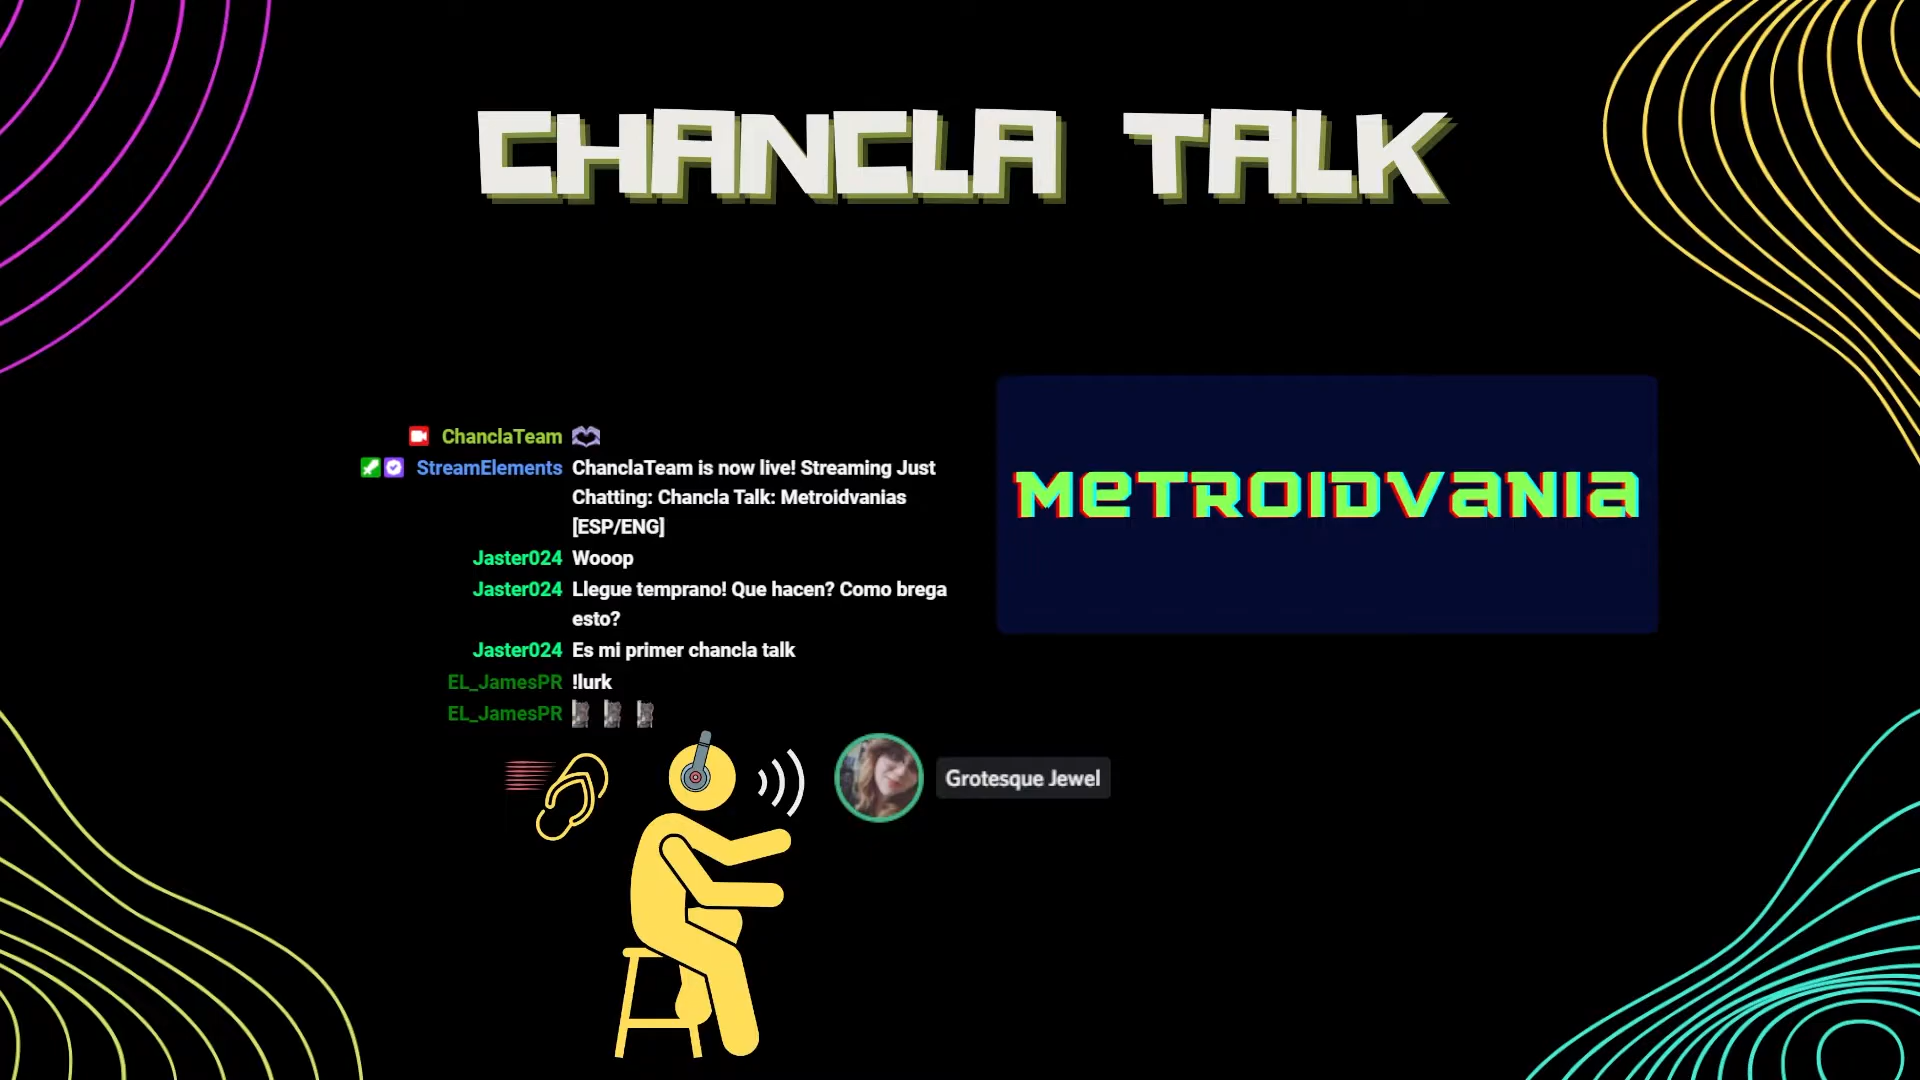 CHANCLA TALK
ChanclaTeam
StreamElements ChanclaTeam is now live! Streaming Just
Chatting: Chancla Talk: Metroidvanias
[ESP/ENG]
Jaster024 Wooop
Jaster024 Llegue temprano! Que hacen? Como brega
esto?
Jaster024 Es mi primer chancla talk
EL_JamesPR !lurk
EL_JamesPR
METROIDVANIA
Grotesque Jewel